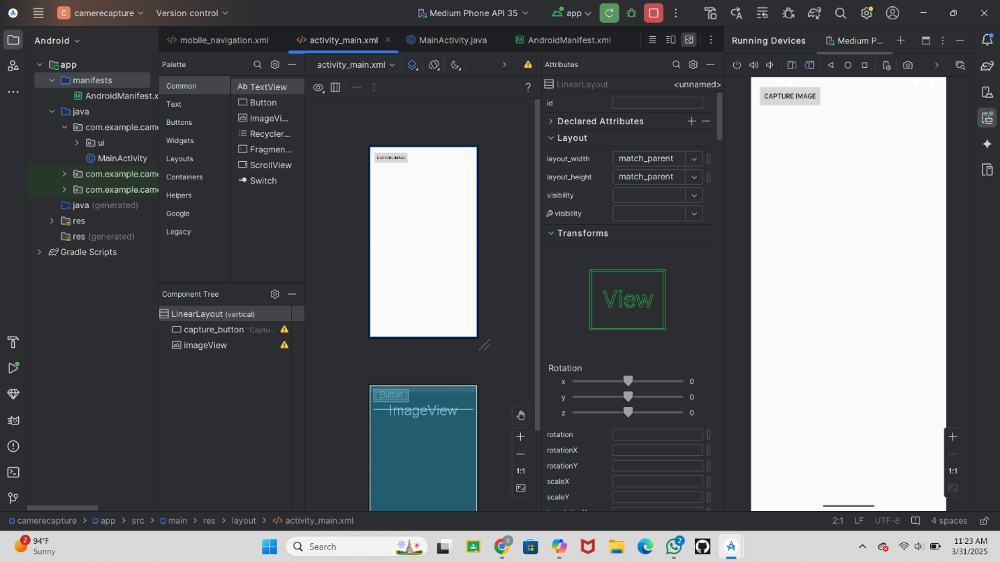 C camerecapture
Version control
Medium Phone API 35
app
Android
mobile_navigation.xml
activity_main.xml
MainActivity.java
AndroidManifest.xml
Running Devices
Medium P...
app
manifests
AndroidManifest.x
java
com.example.came
ui
MainActivity
com.example.came
com.example.came
java (generated)
res
res (generated)
Gradle Scripts
Palette
Common
Text
Buttons
Widgets
Layouts
Containers
Helpers
Google
Legacy
Ab TextView
Button
ImageVi...
Recycler...
Fragmen...
ScrollView
Switch
Component Tree
LinearLayout (vertical)
capture_button "Captu...
imageView
activity_main.xml
?
CAPTURE IMAGE
Button
ImageView
1:1
Attributes
LinearLayout
<unnamed>
id
Declared Attributes
Layout
layout_width match_parent
layout_height match_parent
visibility
visibility
Transforms
View
Rotation
x 0
y 0
z 0
rotation
rotationX
rotationY
scaleX
scaleY
CAPTURE IMAGE
1:1
camerecapture > app > src > main > res > layout > activity_main.xml
2:1 LF UTF-8 4 spaces
2
94°F
Sunny
Search
S
2
11:23 AM
3/31/2025